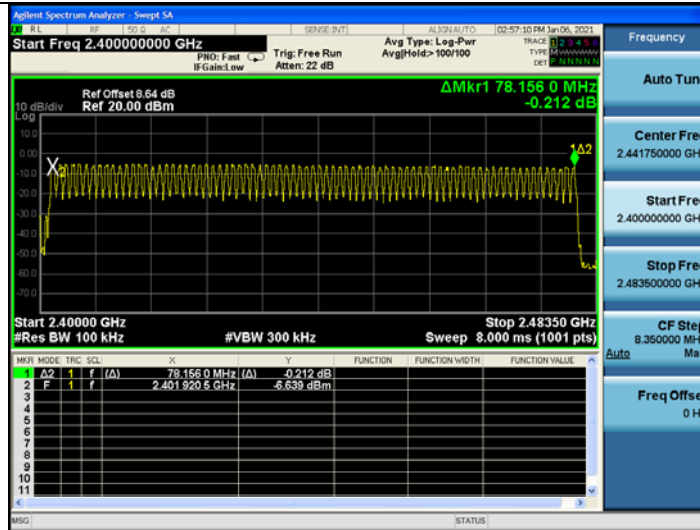 Agilent Spectrum Analyzer - Swept SA
RL RF 50 Ω AC SENSE:INT ALIGN AUTO 02:57:10 PM Jan 06, 2021
Start Freq 2.400000000 GHz
PNO: Fast
IFGain:Low
Trig: Free Run
Atten: 22 dB
Avg Type: Log-Pwr
Avg|Hold:> 100/100
TRACE 1 2 3 4 5 6
TYPE M
DET P N N N N N
Ref Offset 8.64 dB
Ref 20.00 dBm
10 dB/div
Log
ΔMkr1 78.156 0 MHz
-0.212 dB
10.0
0.00
-10.0
-20.0
-30.0
-40.0
-50.0
-60.0
-70.0
X2
1Δ2
Start 2.40000 GHz
Stop 2.48350 GHz
#Res BW 100 kHz
#VBW 300 kHz
Sweep 8.000 ms (1001 pts)
MKR MODE TRC SCL X Y FUNCTION FUNCTION WIDTH FUNCTION VALUE
1 Δ2 1 f (Δ) 78.156 0 MHz (Δ) -0.212 dB
2 F 1 f 2.401 920 5 GHz -6.639 dBm
3
4
5
6
7
8
9
10
11
MSG
STATUS
Frequency
Auto Tun
Center Fre
2.441750000 GH
Start Fre
2.400000000 GH
Stop Fre
2.483500000 GH
CF Ste
8.350000 MH
Auto Ma
Freq Offse
0 H